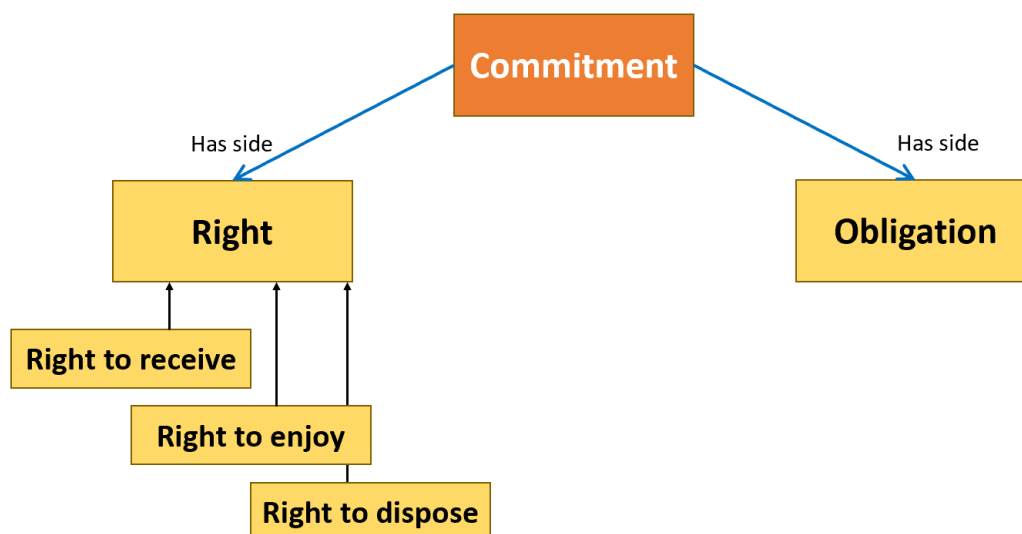 Commitment
Has side
Has side
Right
Obligation
Right to receive
Right to enjoy
Right to dispose